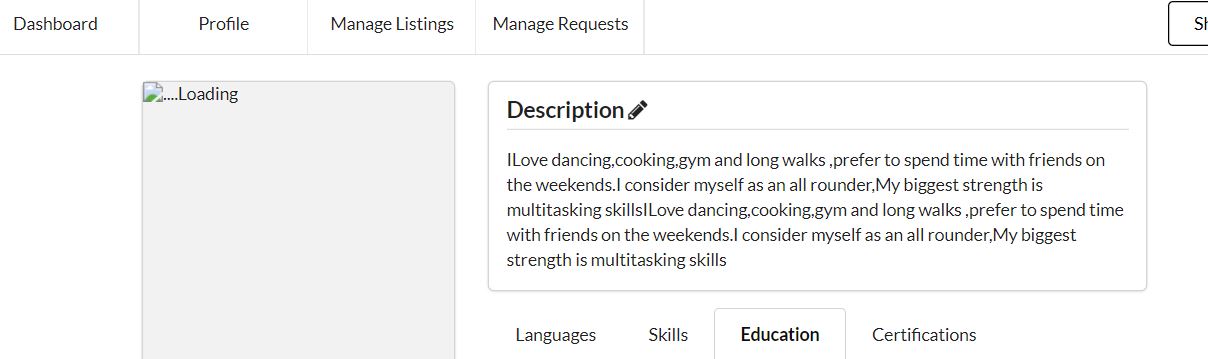 Dashboard Profile Manage Listings Manage Requests Sh
....Loading
Description
ILove dancing,cooking,gym and long walks ,prefer to spend time with friends on
the weekends.I consider myself as an all rounder,My biggest strength is
multitasking skillsILove dancing,cooking,gym and long walks ,prefer to spend time
with friends on the weekends.I consider myself as an all rounder,My biggest
strength is multitasking skills
Languages Skills Education Certifications